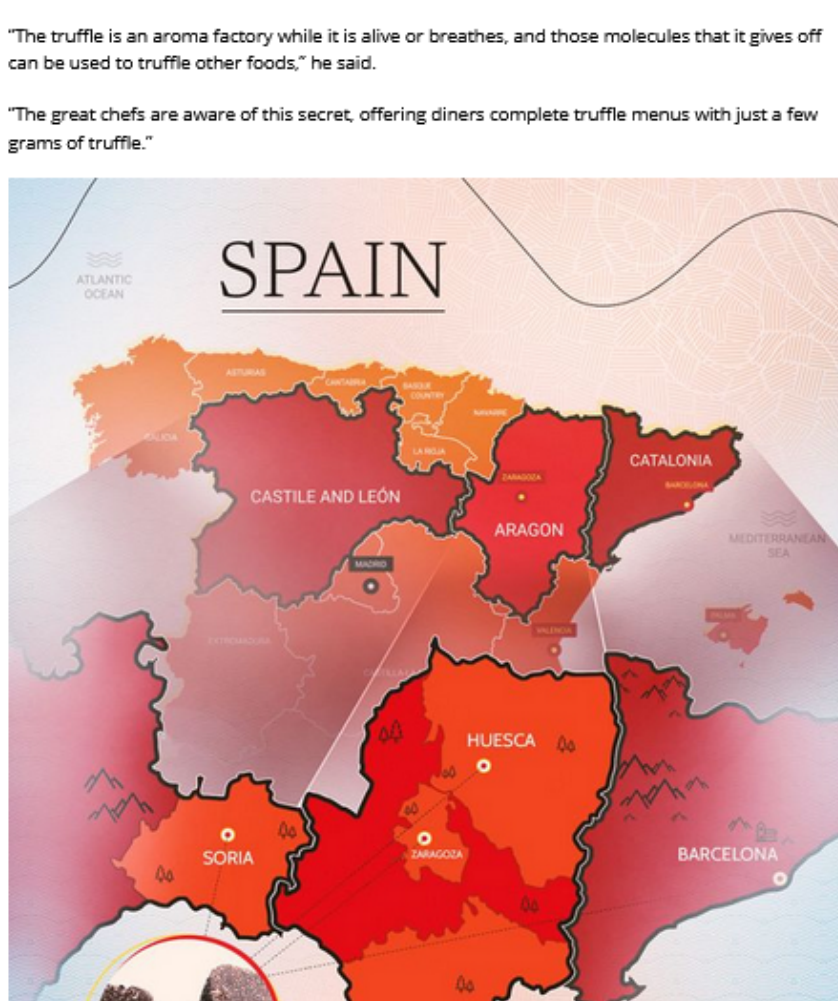 “The truffle is an aroma factory while it is alive or breathes, and those molecules that it gives off
can be used to truffle other foods,” he said.
“The great chefs are aware of this secret, offering diners complete truffle menus with just a few
grams of truffle.”
SPAIN
ATLANTIC
OCEAN
ASTURIAS
CANTABRIA
BASQUE
COUNTRY
NAVARRE
GALICIA
LA RIOJA
CATALONIA
ZARAGOZA
BARCELONA
CASTILE AND LEÓN
ARAGON
MEDITERRANEAN
SEA
MADRID
PALMA
VALENCIA
EXTREMADURA
HUESCA
SORIA
ZARAGOZA
BARCELONA